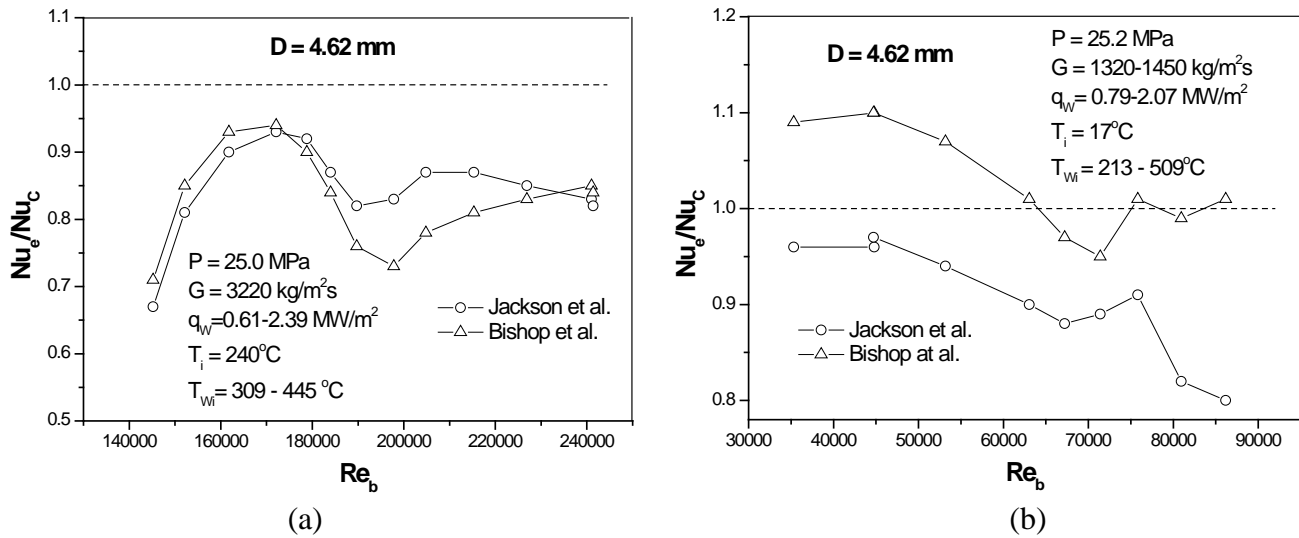 1.1
1.0
0.9
0.8
0.7
0.6
0.5
Nu_e/Nu_C
D = 4.62 mm
P = 25.0 MPa
G = 3220 kg/m²s
q_W=0.61-2.39 MW/m²
T_i = 240°C
T_Wi= 309 - 445 °C
Jackson et al.
Bishop et al.
140000 160000 180000 200000 220000 240000
Re_b
(a)
1.2
1.1
1.0
0.9
0.8
Nu_e/Nu_C
D = 4.62 mm
P = 25.2 MPa
G = 1320-1450 kg/m²s
q_W= 0.79-2.07 MW/m²
T_i = 17°C
T_Wi= 213 - 509°C
Jackson et al.
Bishop at al.
30000 40000 50000 60000 70000 80000 90000
Re_b
(b)